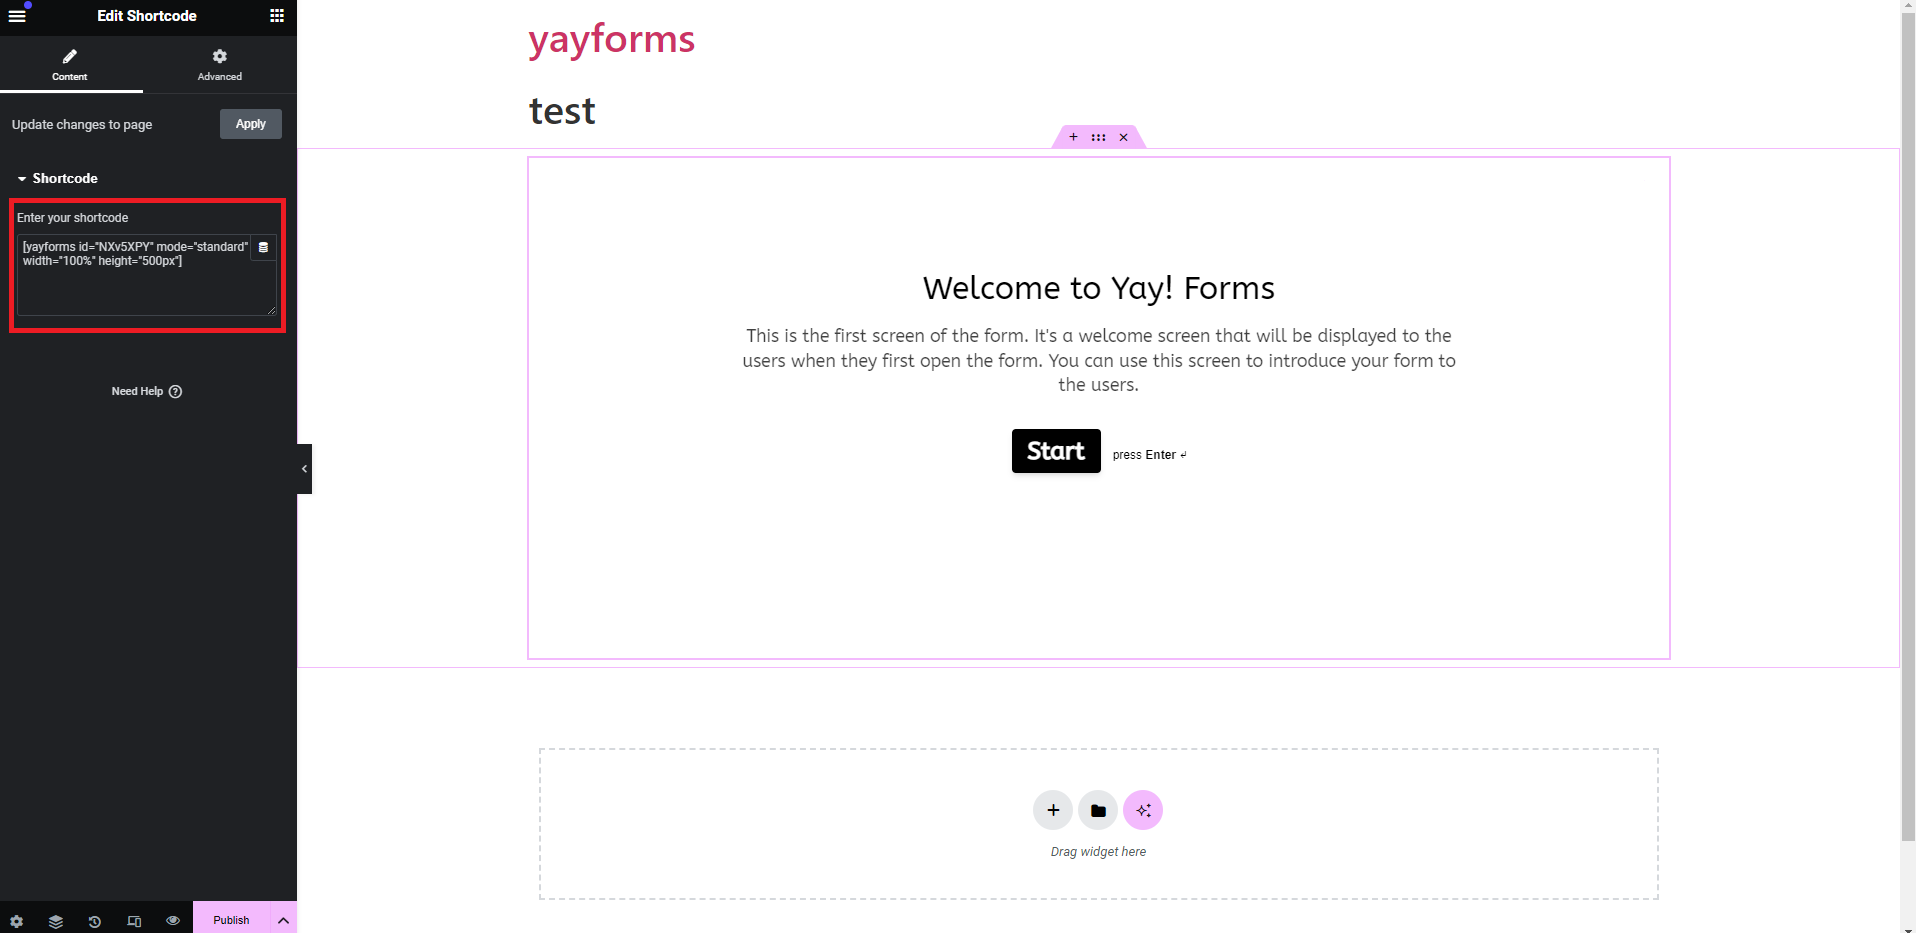 Edit Shortcode
Content
Advanced
Update changes to page
Apply
Shortcode
Enter your shortcode
[yayforms id="NXv5XPY" mode="standard"
width="100%" height="500px"]
Need Help
Publish
yayforms
test
Welcome to Yay! Forms
This is the first screen of the form. It's a welcome screen that will be displayed to the
users when they first open the form. You can use this screen to introduce your form to
the users.
Start
press Enter ↵
Drag widget here